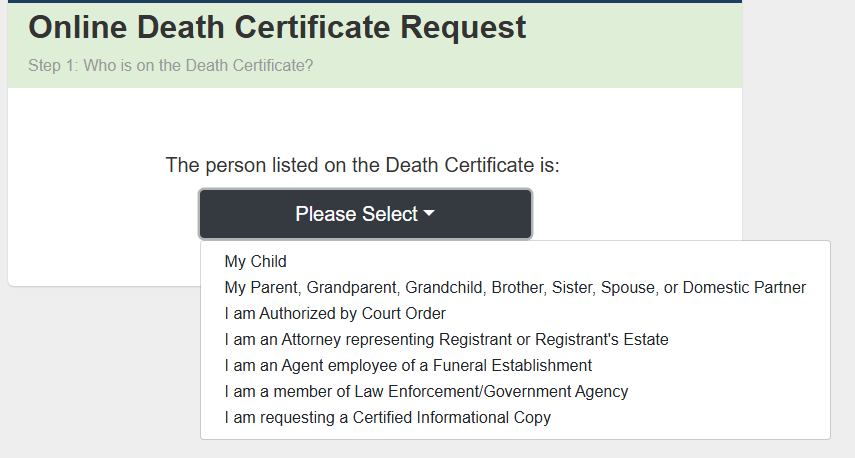 Online Death Certificate Request
Step 1: Who is on the Death Certificate?
The person listed on the Death Certificate is:
Please Select
My Child
My Parent, Grandparent, Grandchild, Brother, Sister, Spouse, or Domestic Partner
I am Authorized by Court Order
I am an Attorney representing Registrant or Registrant's Estate
I am an Agent employee of a Funeral Establishment
I am a member of Law Enforcement/Government Agency
I am requesting a Certified Informational Copy